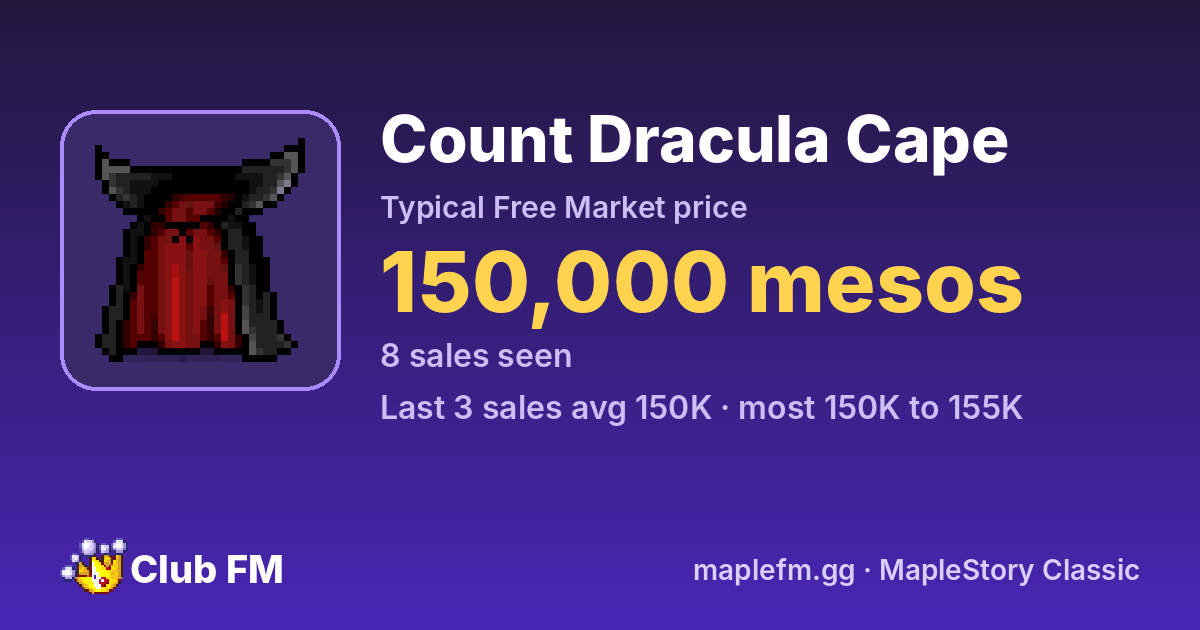 Count Dracula Cape
Typical Free Market price
150,000 mesos
8 sales seen
Last 3 sales avg 150K · most 150K to 155K
Club FM
maplefm.gg · MapleStory Classic